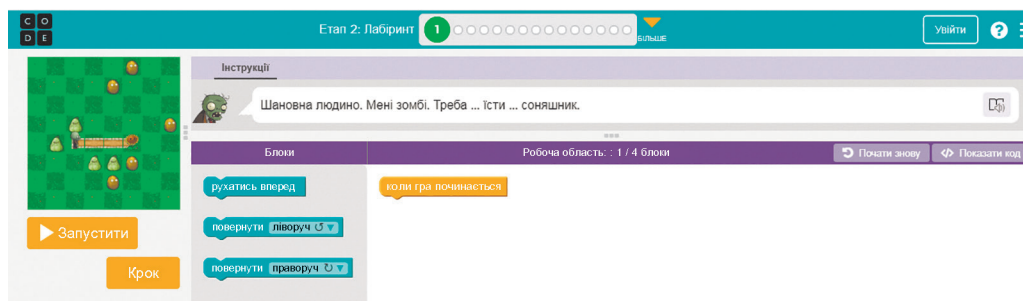 C O
D E
Етап 2: Лабіринт
1
БІЛЬШЕ
Увійти
?
Інструкції
Шановна людино. Мені зомбі. Треба ... їсти ... соняшник.
Блоки
Робоча область: : 1 / 4 блоки
Почати знову
Показати код
рухатись вперед
коли гра починається
повернути ліворуч
повернути праворуч
Запустити
Крок